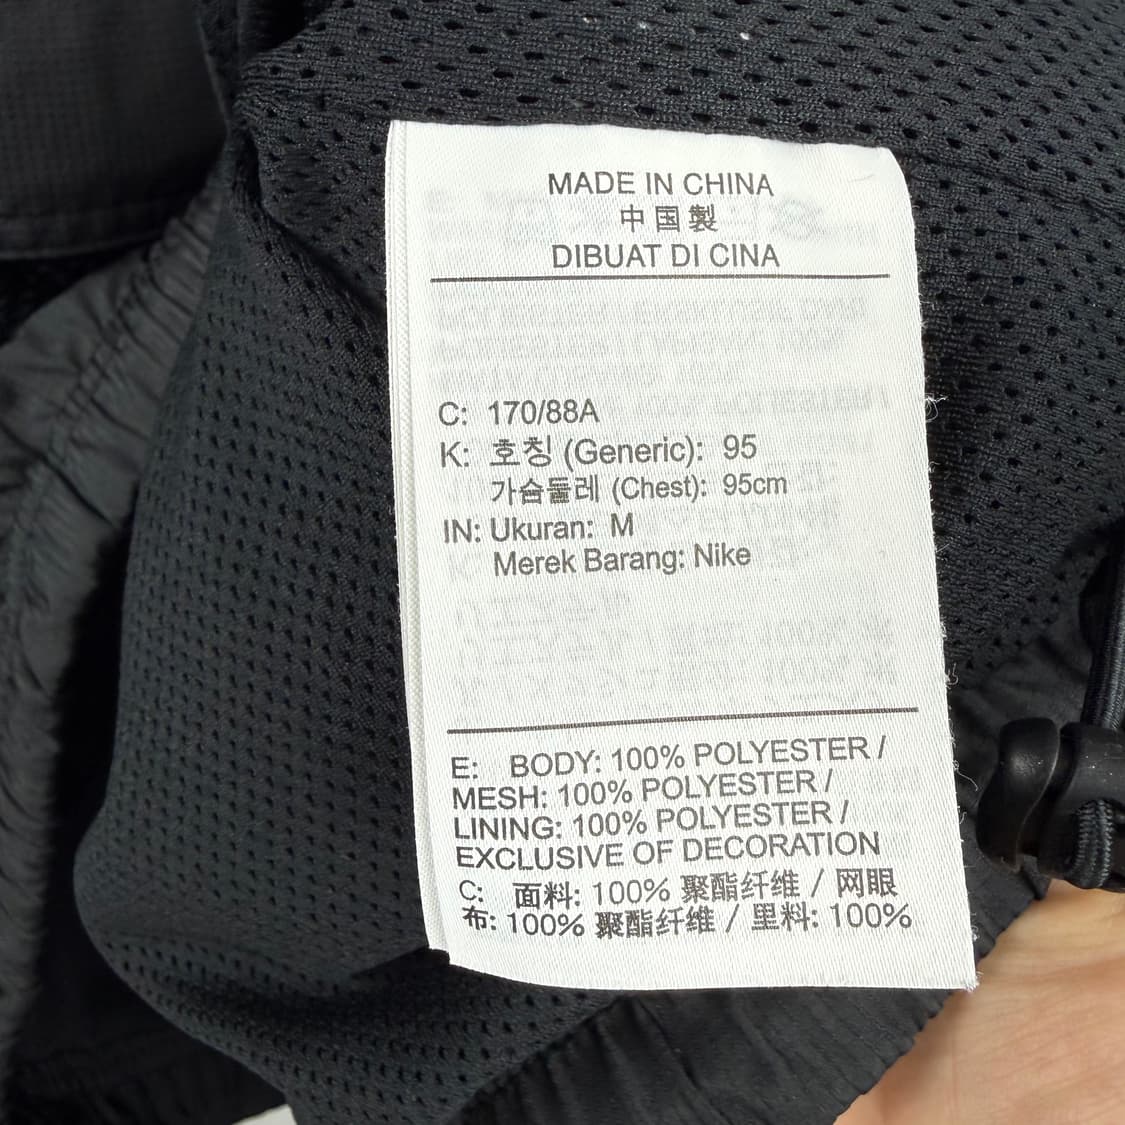 MADE IN CHINA
中国製
DIBUAT DI CINA
C: 170/88A
K: 호칭 (Generic): 95
가슴둘레 (Chest): 95cm
IN: Ukuran: M
Merek Barang: Nike
E: BODY: 100% POLYESTER /
MESH: 100% POLYESTER /
LINING: 100% POLYESTER /
EXCLUSIVE OF DECORATION
C: 面料: 100% 聚酯纤维 / 网眼
布: 100% 聚酯纤维 / 里料: 100%